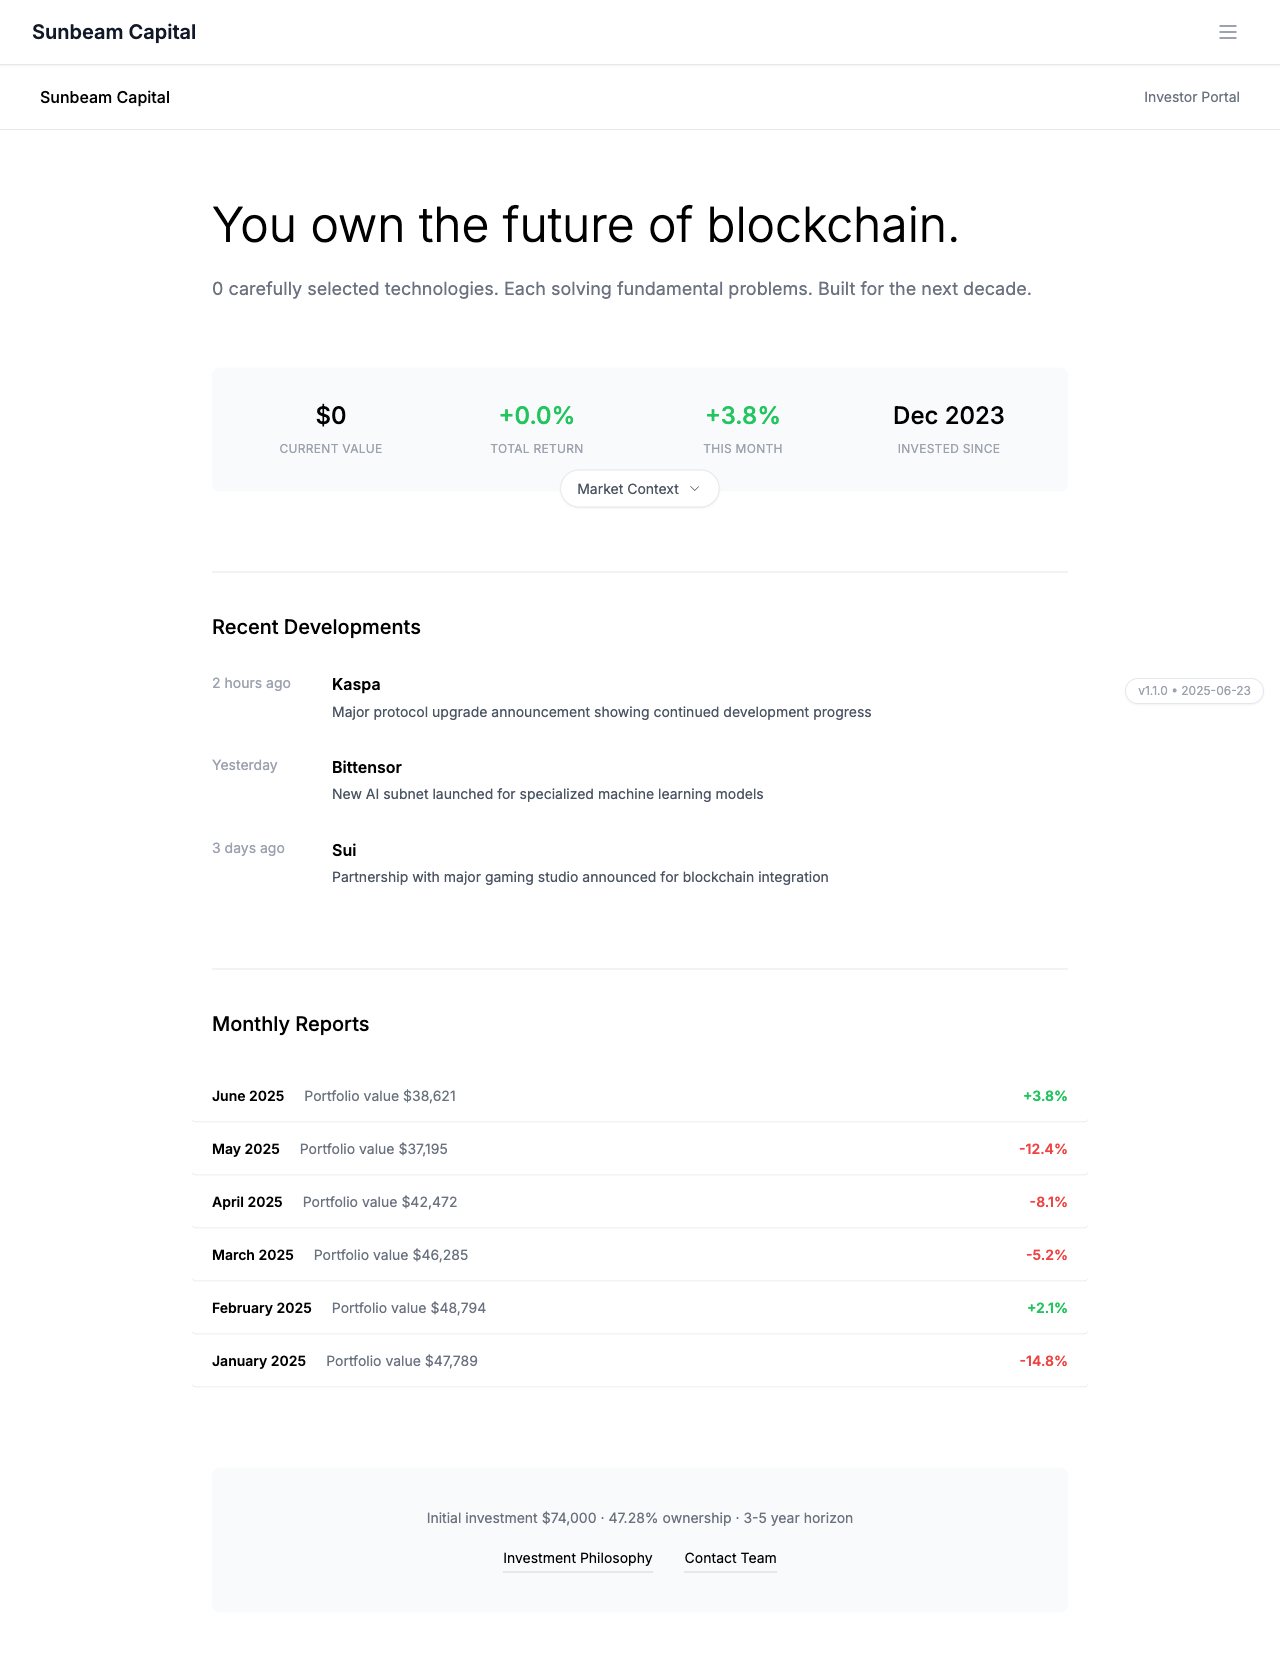 Sunbeam Capital
Sunbeam Capital
Investor Portal
You own the future of blockchain.
0 carefully selected technologies. Each solving fundamental problems. Built for the next decade.
$0
CURRENT VALUE
+0.0%
TOTAL RETURN
+3.8%
THIS MONTH
Dec 2023
INVESTED SINCE
Market Context
Recent Developments
2 hours ago
Kaspa
Major protocol upgrade announcement showing continued development progress
v1.1.0 • 2025-06-23
Yesterday
Bittensor
New AI subnet launched for specialized machine learning models
3 days ago
Sui
Partnership with major gaming studio announced for blockchain integration
Monthly Reports
June 2025 Portfolio value $38,621 +3.8%
May 2025 Portfolio value $37,195 -12.4%
April 2025 Portfolio value $42,472 -8.1%
March 2025 Portfolio value $46,285 -5.2%
February 2025 Portfolio value $48,794 +2.1%
January 2025 Portfolio value $47,789 -14.8%
Initial investment $74,000 · 47.28% ownership · 3-5 year horizon
Investment Philosophy
Contact Team